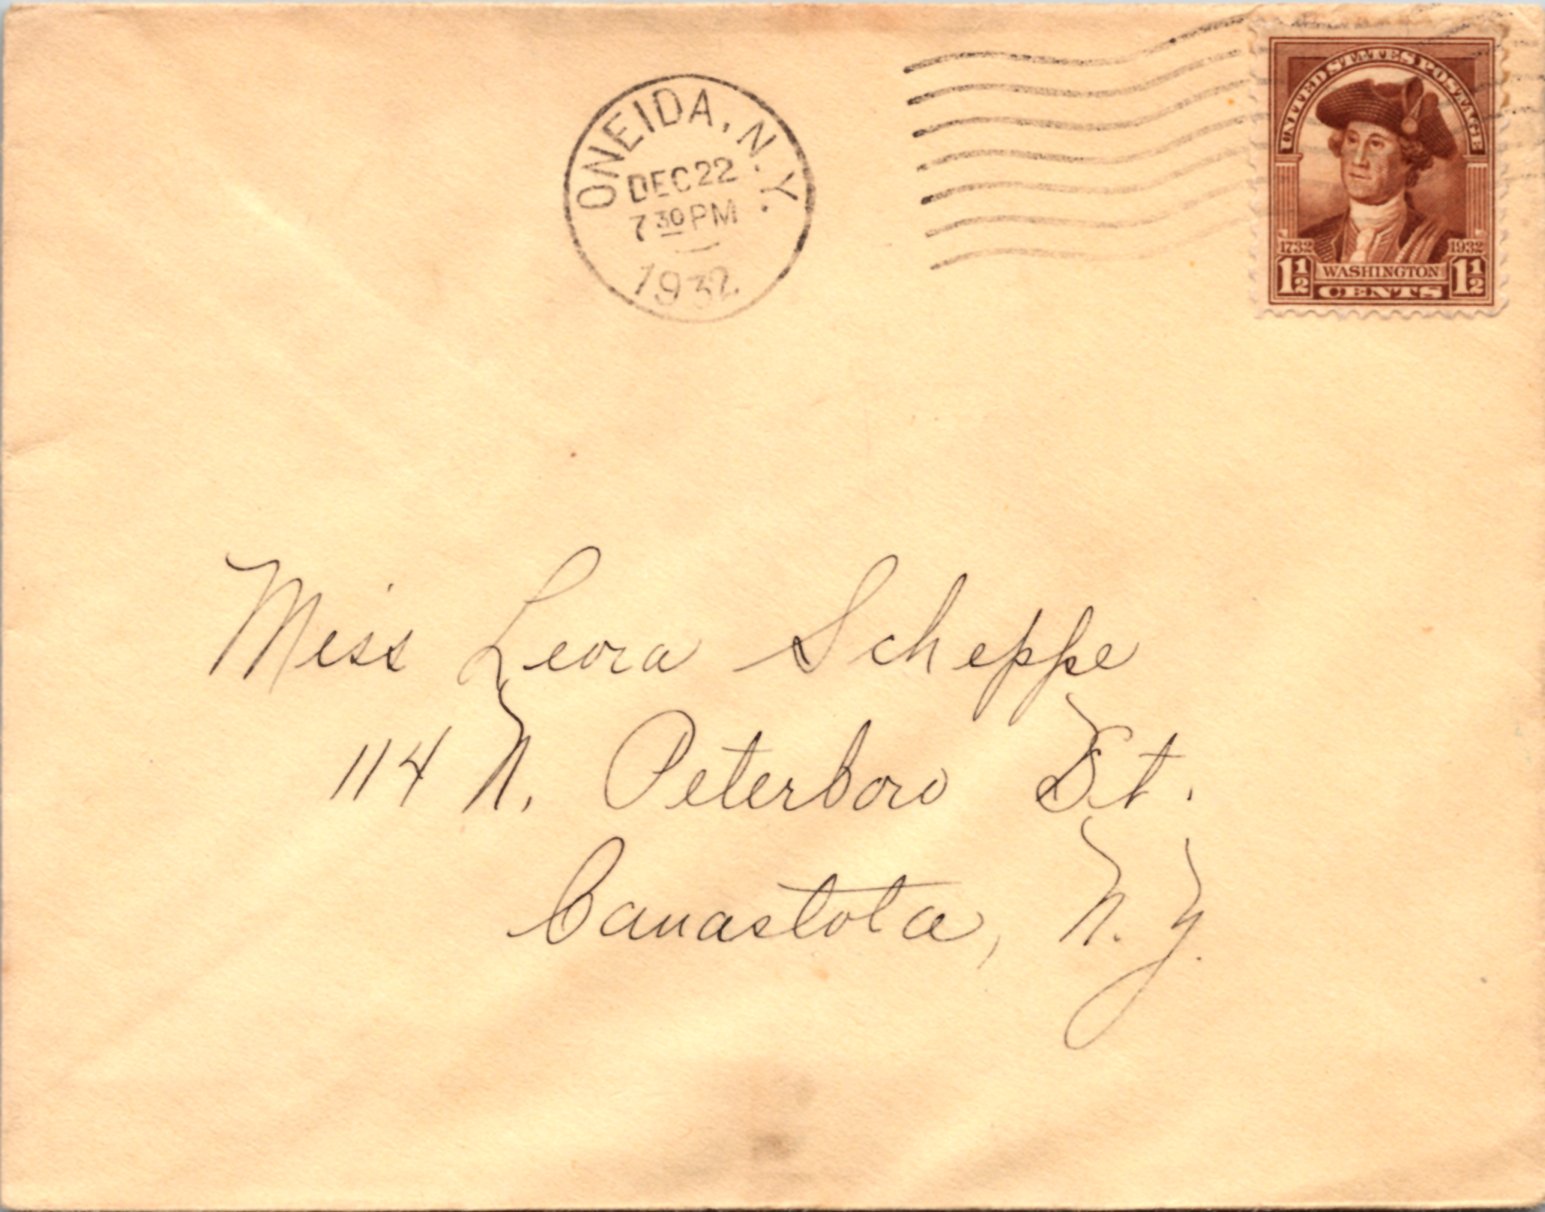 ONEIDA, N.Y.
DEC 22
7 30 PM
1932
UNITED STATES POSTAGE
1732 1932
1½ WASHINGTON 1½
CENTS
Miss Leora Scheppe
114 N. Peterboro St.
Canastota, N.Y.